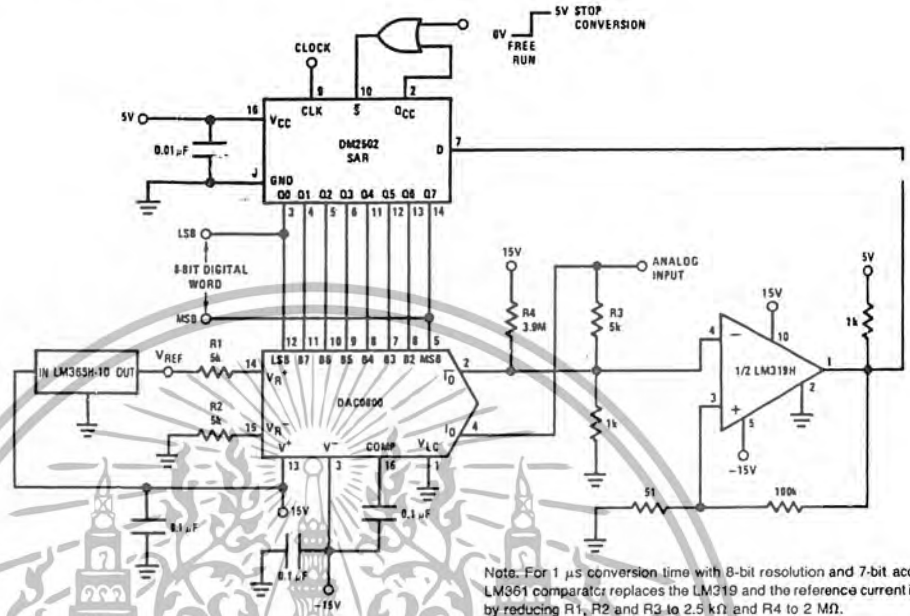 5V STOP
CONVERSION
0V
FREE
RUN
CLOCK
9
10
2
CLK
S̅
QCC
16
5V
VCC
DM2502
SAR
D
7
0.01 µF
GND
Q0 Q1 Q2 Q3 Q4 Q5 Q6 Q7
3 4 5 6 11 12 13 14
LSB
8-BIT DIGITAL
WORD
MSB
15V
ANALOG
INPUT
5V
R4
3.9M
R3
5k
15V
1k
12 11 10 9 8 7 6 5
LSB B7 B6 B5 B4 B3 B2 MSB
IN LM365H-10 OUT
VREF
R1
5k
14
VR+
I̅O̅
2
4
−
10
1
1/2 LM319H
2
DAC0800
R2
5k
15
VR−
IO
4
1k
3
+
5
−15V
V+
V−
COMP
VLC
13
3
16
1
15V
0.1 µF
0.1 µF
0.1 µF
−15V
51
100k
Note. For 1 µs conversion time with 8-bit resolution and 7-bit acc
LM361 comparator replaces the LM319 and the reference current i
by reducing R1, R2 and R3 to 2.5 kΩ and R4 to 2 MΩ.